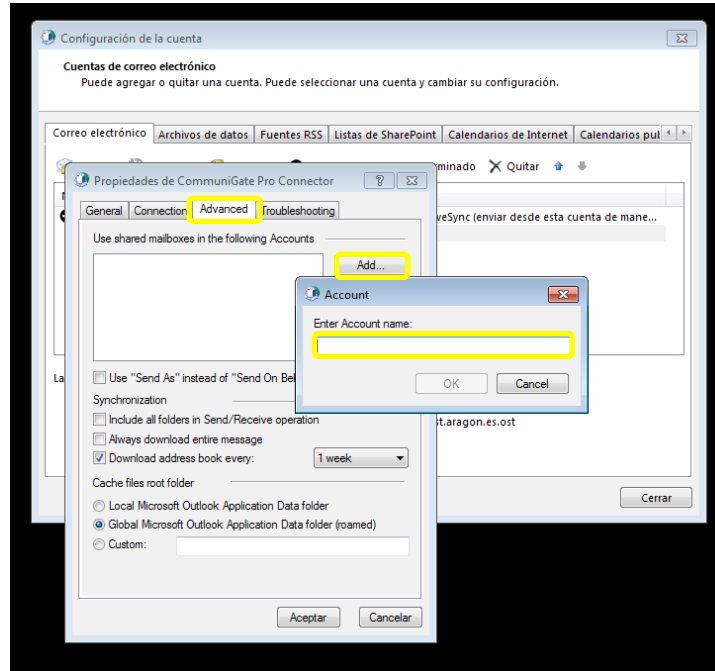 Configuración de la cuenta
Cuentas de correo electrónico
Puede agregar o quitar una cuenta. Puede seleccionar una cuenta y cambiar su configuración.
Correo electrónico Archivos de datos Fuentes RSS Listas de SharePoint Calendarios de Internet Calendarios pul
minado Quitar
Propiedades de CommuniGate Pro Connector
General Connection Advanced Troubleshooting
veSync (enviar desde esta cuenta de mane...
Use shared mailboxes in the following Accounts
Add...
Account
Enter Account name:
OK Cancel
La
Use "Send As" instead of "Send On Bel
Synchronization
Include all folders in Send/Receive operation
st.aragon.es.ost
Always download entire message
Download address book every: 1 week
Cache files root folder
Local Microsoft Outlook Application Data folder
Cerrar
Global Microsoft Outlook Application Data folder (roamed)
Custom:
Aceptar Cancelar